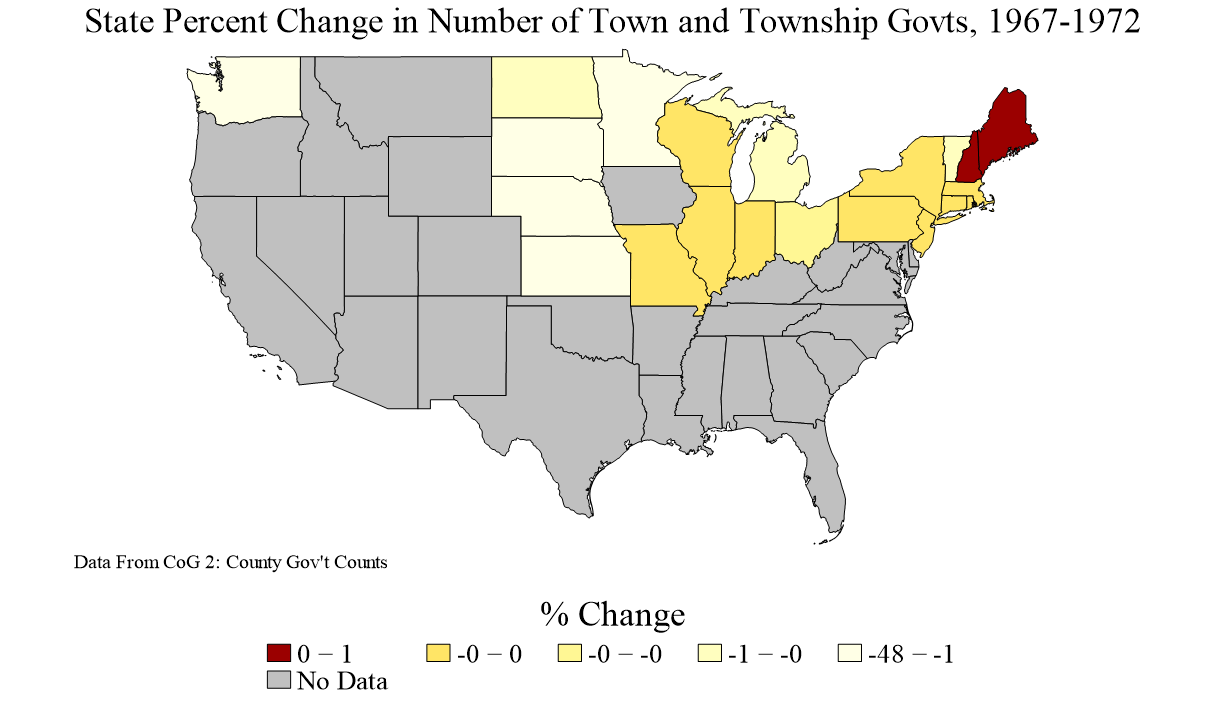 State Percent Change in Number of Town and Township Govts, 1967-1972
Data From CoG 2: County Gov't Counts
% Change
0 − 1 -0 − 0 -0 − -0 -1 − -0 -48 − -1
No Data